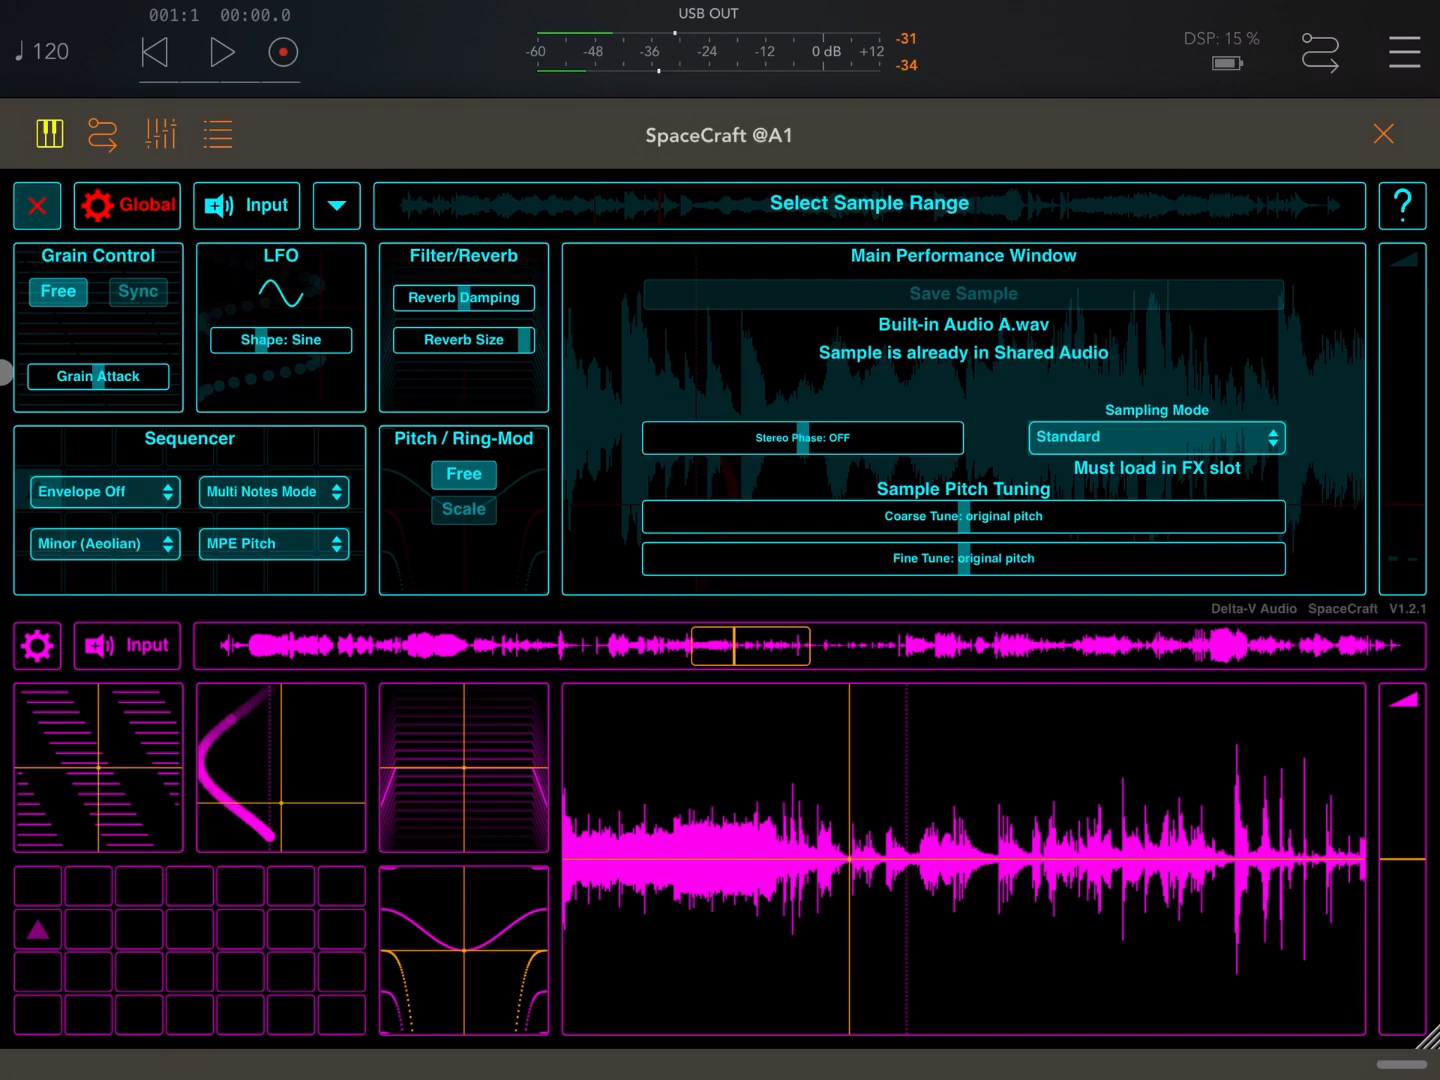 001:1 00:00.0
USB OUT
♩ 120
-60 -48 -36 -24 -12 0 dB +12
-31
-34
DSP: 15 %
SpaceCraft @A1
Global
Input
Select Sample Range
?
Grain Control
Free Sync
Grain Attack
LFO
Shape: Sine
Filter/Reverb
Reverb Damping
Reverb Size
Main Performance Window
Save Sample
Built-in Audio A.wav
Sample is already in Shared Audio
Sampling Mode
Stereo Phase: OFF
Standard
Must load in FX slot
Sample Pitch Tuning
Coarse Tune: original pitch
Fine Tune: original pitch
Sequencer
Envelope Off
Multi Notes Mode
Minor (Aeolian)
MPE Pitch
Pitch / Ring-Mod
Free
Scale
Delta-V Audio SpaceCraft V1.2.1
Input